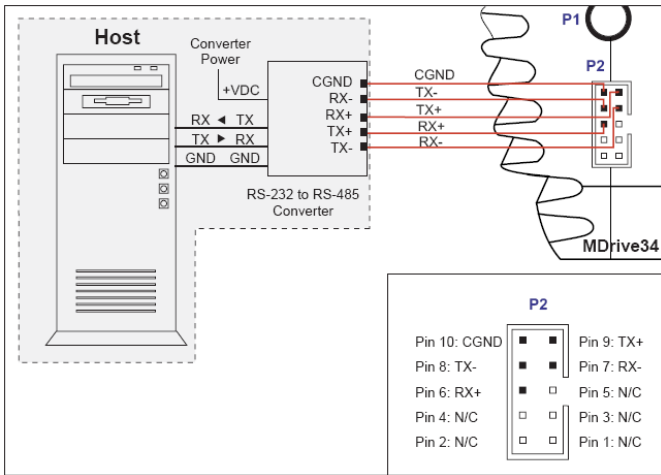 Host
Converter
Power
+VDC
RX ◄ TX
TX ► RX
GND GND
CGND
RX-
RX+
TX+
TX-
RS-232 to RS-485
Converter
CGND
TX-
TX+
RX+
RX-
P1
P2
MDrive34
P2
Pin 10: CGND
Pin 9: TX+
Pin 8: TX-
Pin 7: RX-
Pin 6: RX+
Pin 5: N/C
Pin 4: N/C
Pin 3: N/C
Pin 2: N/C
Pin 1: N/C